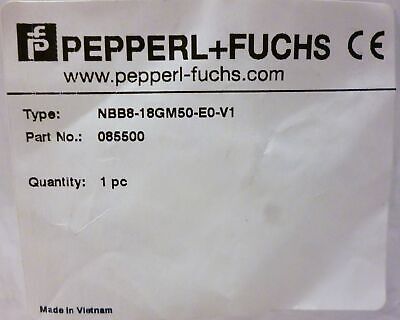 PEPPERL+FUCHS CE
www.pepperl-fuchs.com
Type: NBB8-18GM50-E0-V1
Part No.: 085500
Quantity: 1 pc
Made in Vietnam